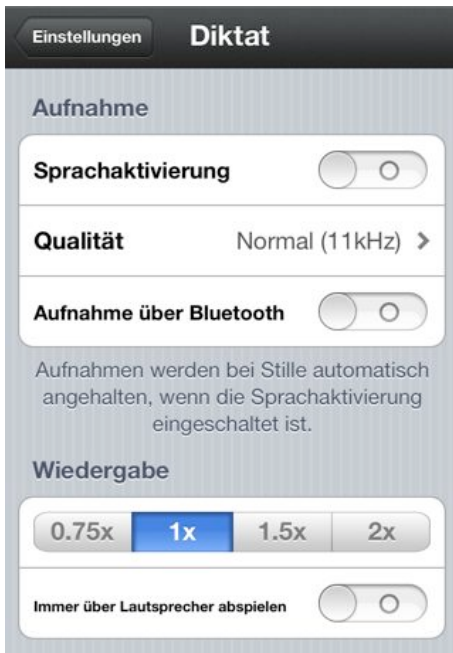 Einstellungen Diktat
Aufnahme
Sprachaktivierung
Qualität Normal (11kHz)
Aufnahme über Bluetooth
Aufnahmen werden bei Stille automatisch
angehalten, wenn die Sprachaktivierung
eingeschaltet ist.
Wiedergabe
0.75x 1x 1.5x 2x
Immer über Lautsprecher abspielen